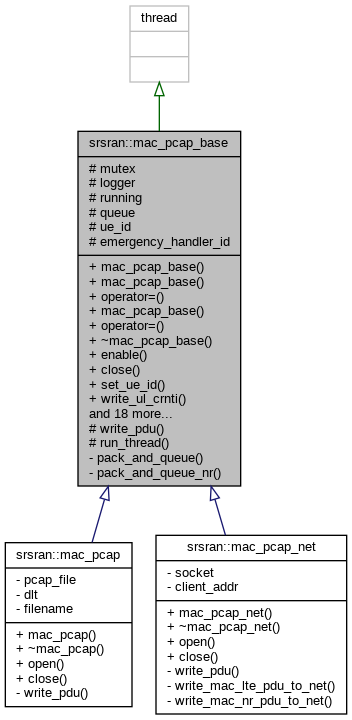 thread
srsran::mac_pcap_base
# mutex
# logger
# running
# queue
# ue_id
# emergency_handler_id
+ mac_pcap_base()
+ mac_pcap_base()
+ operator=()
+ mac_pcap_base()
+ operator=()
+ ~mac_pcap_base()
+ enable()
+ close()
+ set_ue_id()
+ write_ul_crnti()
and 18 more...
# write_pdu()
# run_thread()
- pack_and_queue()
- pack_and_queue_nr()
srsran::mac_pcap
- pcap_file
- dlt
- filename
+ mac_pcap()
+ ~mac_pcap()
+ open()
+ close()
- write_pdu()
srsran::mac_pcap_net
- socket
- client_addr
+ mac_pcap_net()
+ ~mac_pcap_net()
+ open()
+ close()
- write_pdu()
- write_mac_lte_pdu_to_net()
- write_mac_nr_pdu_to_net()